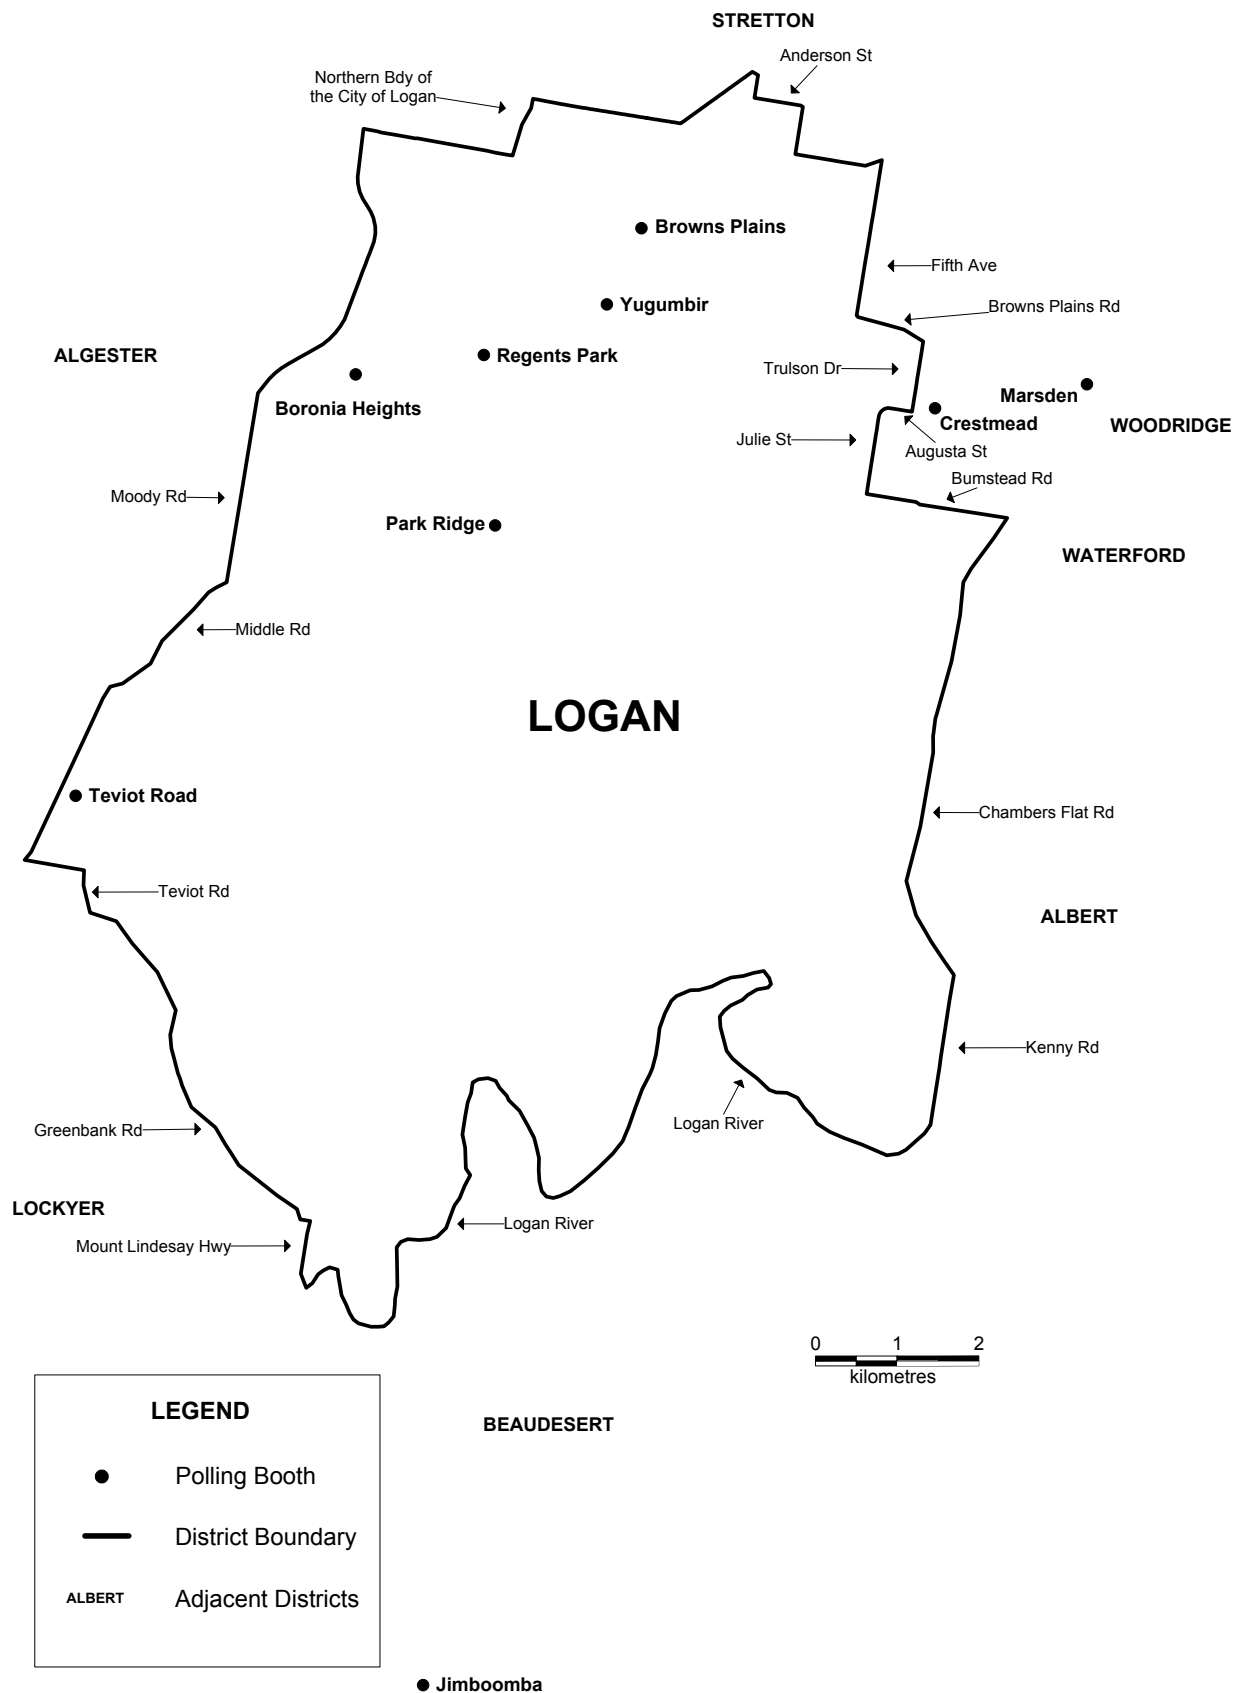 STRETTON
Anderson St
Northern Bdy of
the City of Logan
Browns Plains
Fifth Ave
Yugumbir
Browns Plains Rd
ALGESTER
Regents Park
Trulson Dr
Boronia Heights
Marsden
Crestmead
WOODRIDGE
Julie St
Augusta St
Bumstead Rd
Moody Rd
Park Ridge
WATERFORD
Middle Rd
LOGAN
Teviot Road
Chambers Flat Rd
Teviot Rd
ALBERT
Kenny Rd
Logan River
Greenbank Rd
LOCKYER
Logan River
Mount Lindesay Hwy
0 1 2
kilometres
LEGEND
Polling Booth
District Boundary
ALBERT Adjacent Districts
BEAUDESERT
Jimboomba